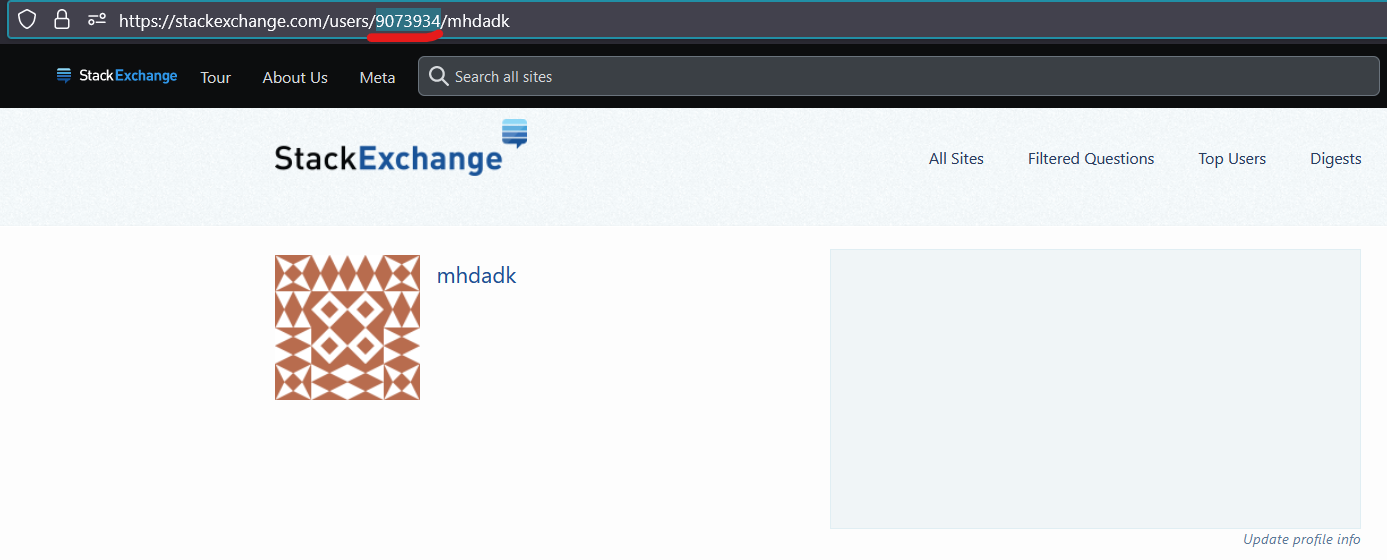 https://stackexchange.com/users/9073934/mhdadk
StackExchange Tour About Us Meta Search all sites
StackExchange All Sites Filtered Questions Top Users Digests
mhdadk
Update profile info